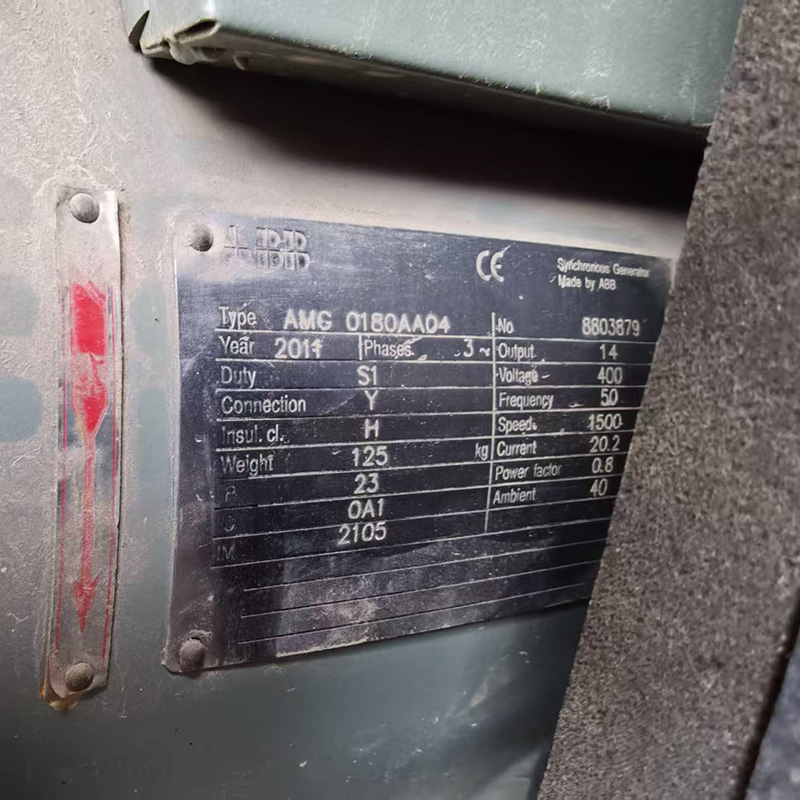 ABB
CE
Synchronous Generator
Made by ABB
Type AMG 0180AA04 No 8803879
Year 2011 Phases 3~ Output 14
Duty S1 Voltage 400
Connection Y Frequency 50
Insul. cl. H Speed 1500
Weight 125 kg Current 20.2
IP 23 Power factor 0.8
0A1 Ambient 40
IM 2105